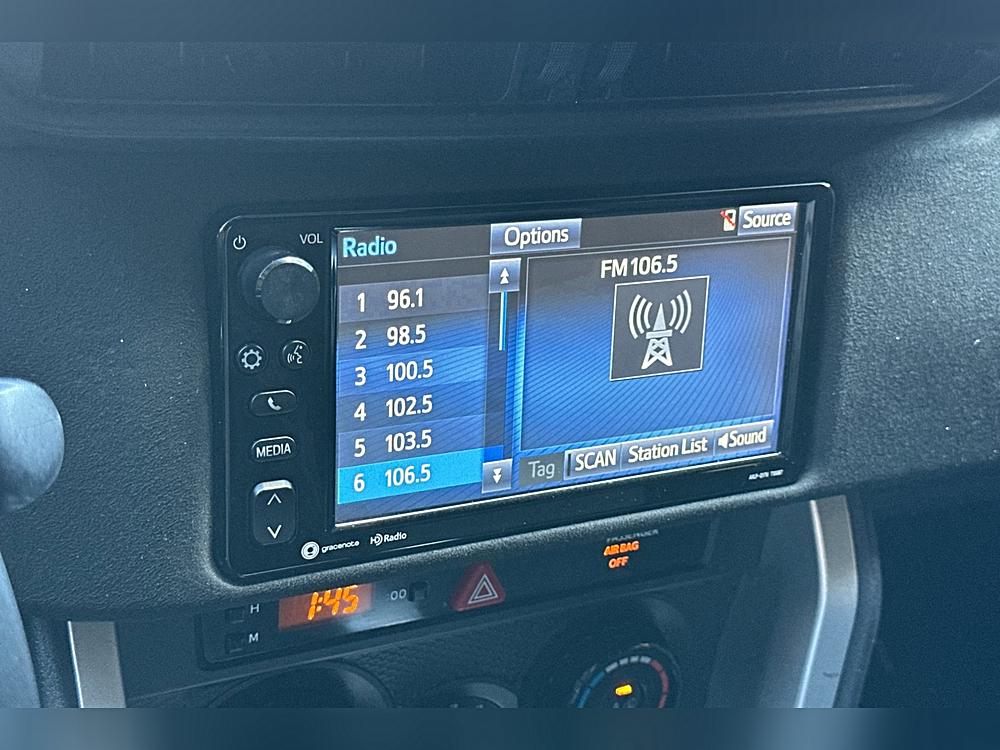 VOL
Radio
Options
Source
1 96.1
2 98.5
3 100.5
4 102.5
5 103.5
6 106.5
FM 106.5
Tag
SCAN
Station List
Sound
MEDIA
gracenote
HD Radio
PASSENGER
AIR BAG
OFF
H
M
1:45
:00